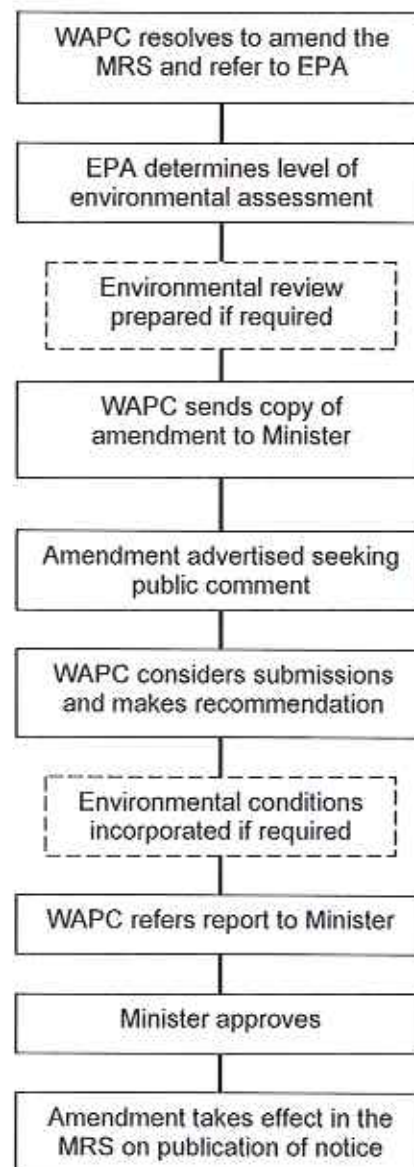 WAPC resolves to amend the
MRS and refer to EPA
EPA determines level of
environmental assessment
Environmental review
prepared if required
WAPC sends copy of
amendment to Minister
Amendment advertised seeking
public comment
WAPC considers submissions
and makes recommendation
Environmental conditions
incorporated if required
WAPC refers report to Minister
Minister approves
Amendment takes effect in the
MRS on publication of notice